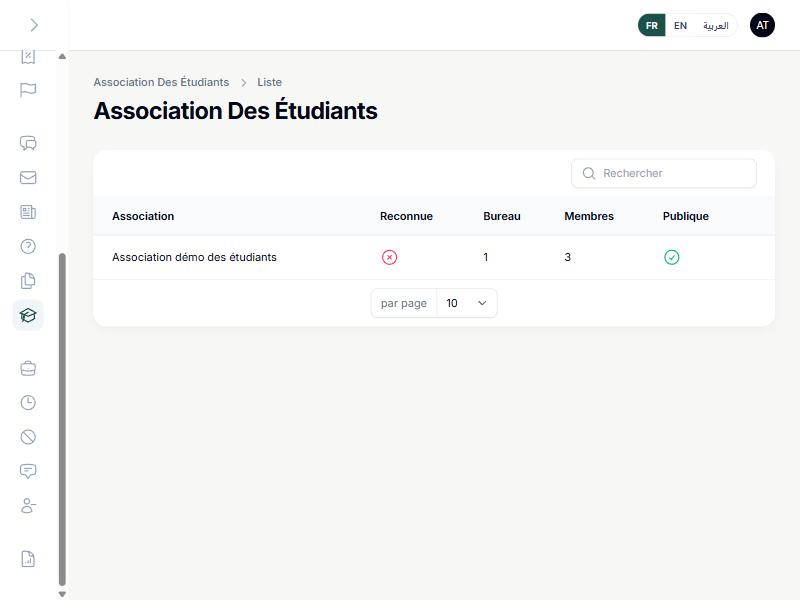 FR EN العربية AT
Association Des Étudiants Liste
Association Des Étudiants
Rechercher
Association Reconnue Bureau Membres Publique
Association démo des étudiants 1 3
par page 10